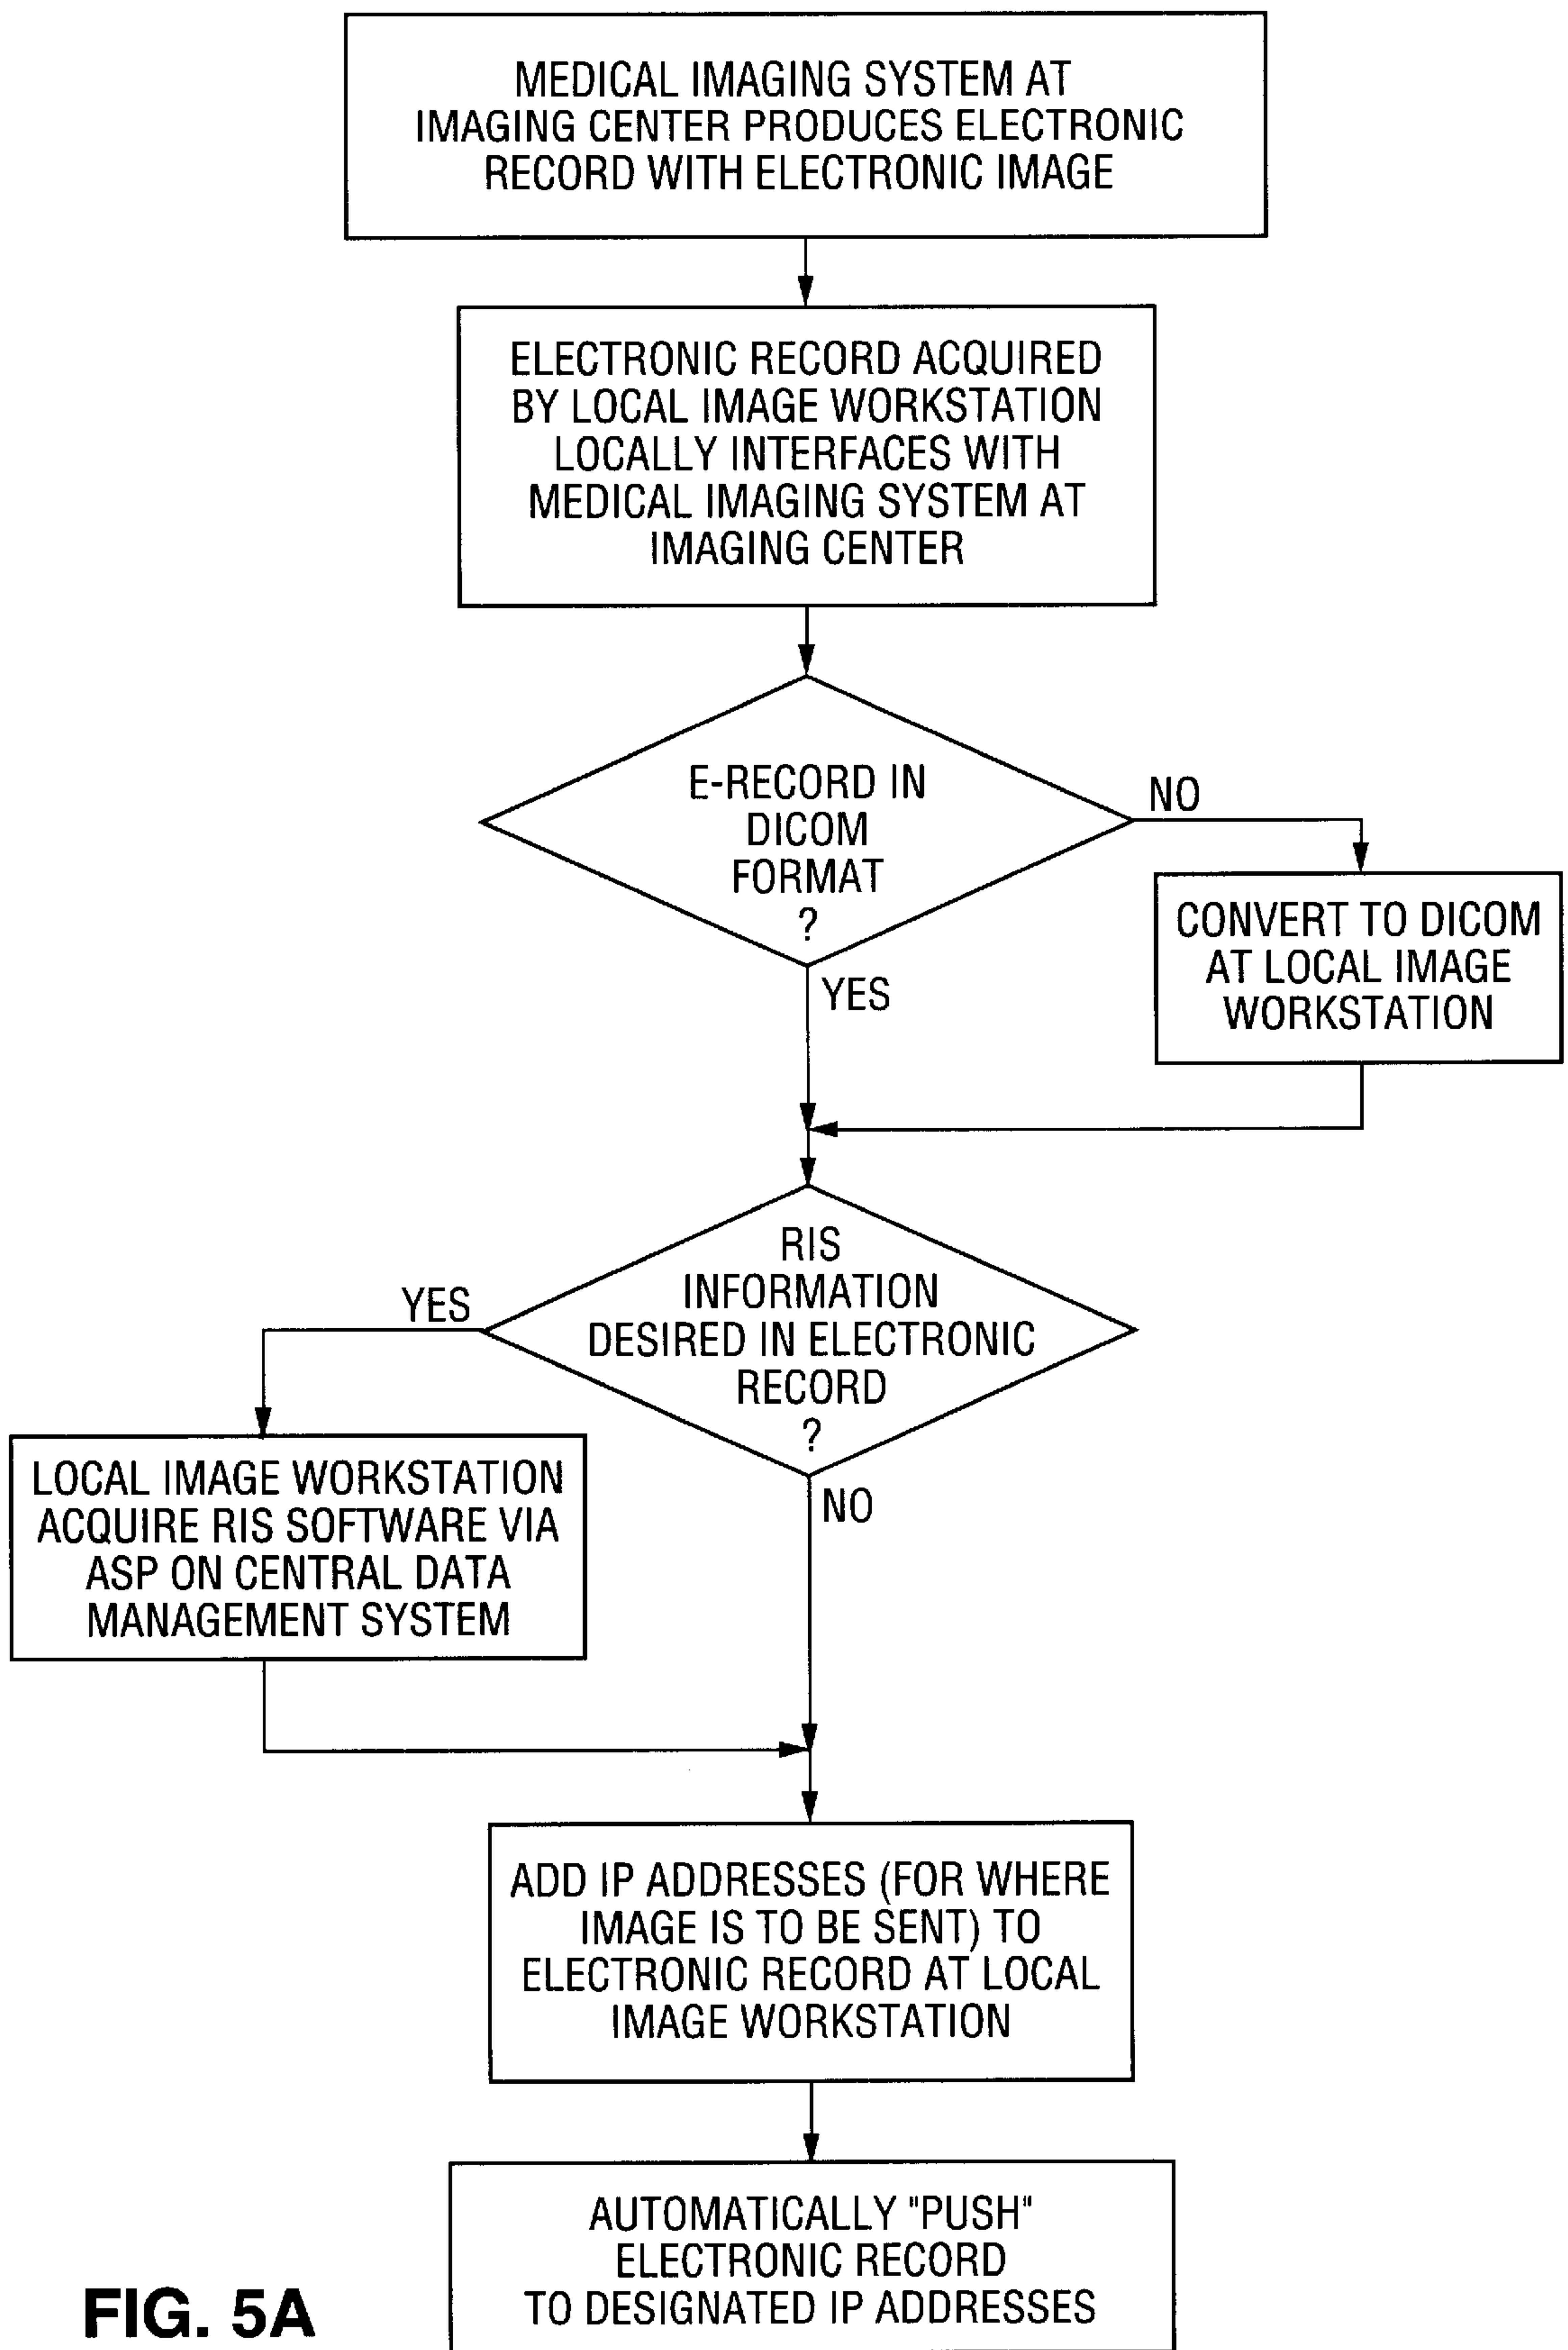 MEDICAL IMAGING SYSTEM AT
IMAGING CENTER PRODUCES ELECTRONIC
RECORD WITH ELECTRONIC IMAGE
ELECTRONIC RECORD ACQUIRED
BY LOCAL IMAGE WORKSTATION
LOCALLY INTERFACES WITH
MEDICAL IMAGING SYSTEM AT
IMAGING CENTER
E-RECORD IN
DICOM
FORMAT
?
NO
CONVERT TO DICOM
AT LOCAL IMAGE
WORKSTATION
YES
RIS
INFORMATION
DESIRED IN ELECTRONIC
RECORD
?
YES
LOCAL IMAGE WORKSTATION
ACQUIRE RIS SOFTWARE VIA
ASP ON CENTRAL DATA
MANAGEMENT SYSTEM
NO
ADD IP ADDRESSES (FOR WHERE
IMAGE IS TO BE SENT) TO
ELECTRONIC RECORD AT LOCAL
IMAGE WORKSTATION
AUTOMATICALLY "PUSH"
ELECTRONIC RECORD
TO DESIGNATED IP ADDRESSES
FIG. 5A